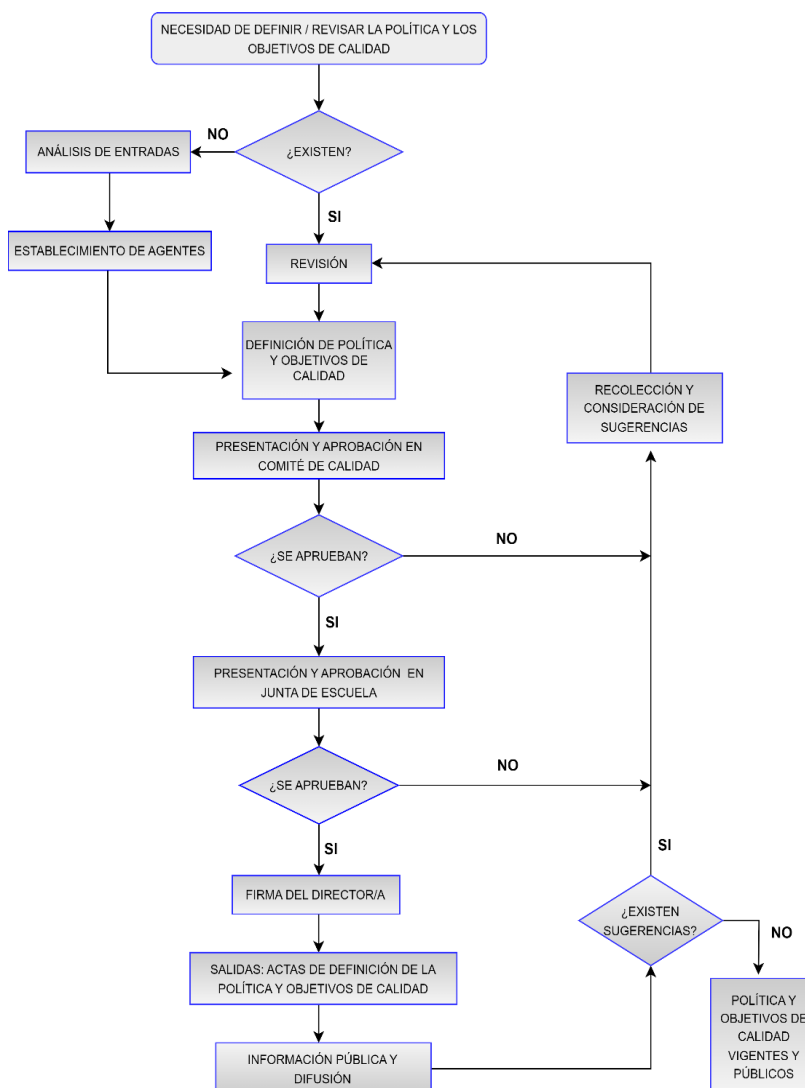 NECESIDAD DE DEFINIR / REVISAR LA POLÍTICA Y LOS
OBJETIVOS DE CALIDAD
NO
ANÁLISIS DE ENTRADAS
¿EXISTEN?
SI
ESTABLECIMIENTO DE AGENTES
REVISIÓN
DEFINICIÓN DE POLÍTICA
Y OBJETIVOS DE
CALIDAD
RECOLECCIÓN Y
CONSIDERACIÓN DE
SUGERENCIAS
PRESENTACIÓN Y APROBACIÓN EN
COMITÉ DE CALIDAD
¿SE APRUEBAN?
NO
SI
PRESENTACIÓN Y APROBACIÓN EN
JUNTA DE ESCUELA
¿SE APRUEBAN?
NO
SI
SI
FIRMA DEL DIRECTOR/A
¿EXISTEN
SUGERENCIAS?
NO
SALIDAS: ACTAS DE DEFINICIÓN DE LA
POLÍTICA Y OBJETIVOS DE CALIDAD
POLÍTICA Y
OBJETIVOS DE
CALIDAD
VIGENTES Y
PÚBLICOS
INFORMACIÓN PÚBLICA Y
DIFUSIÓN